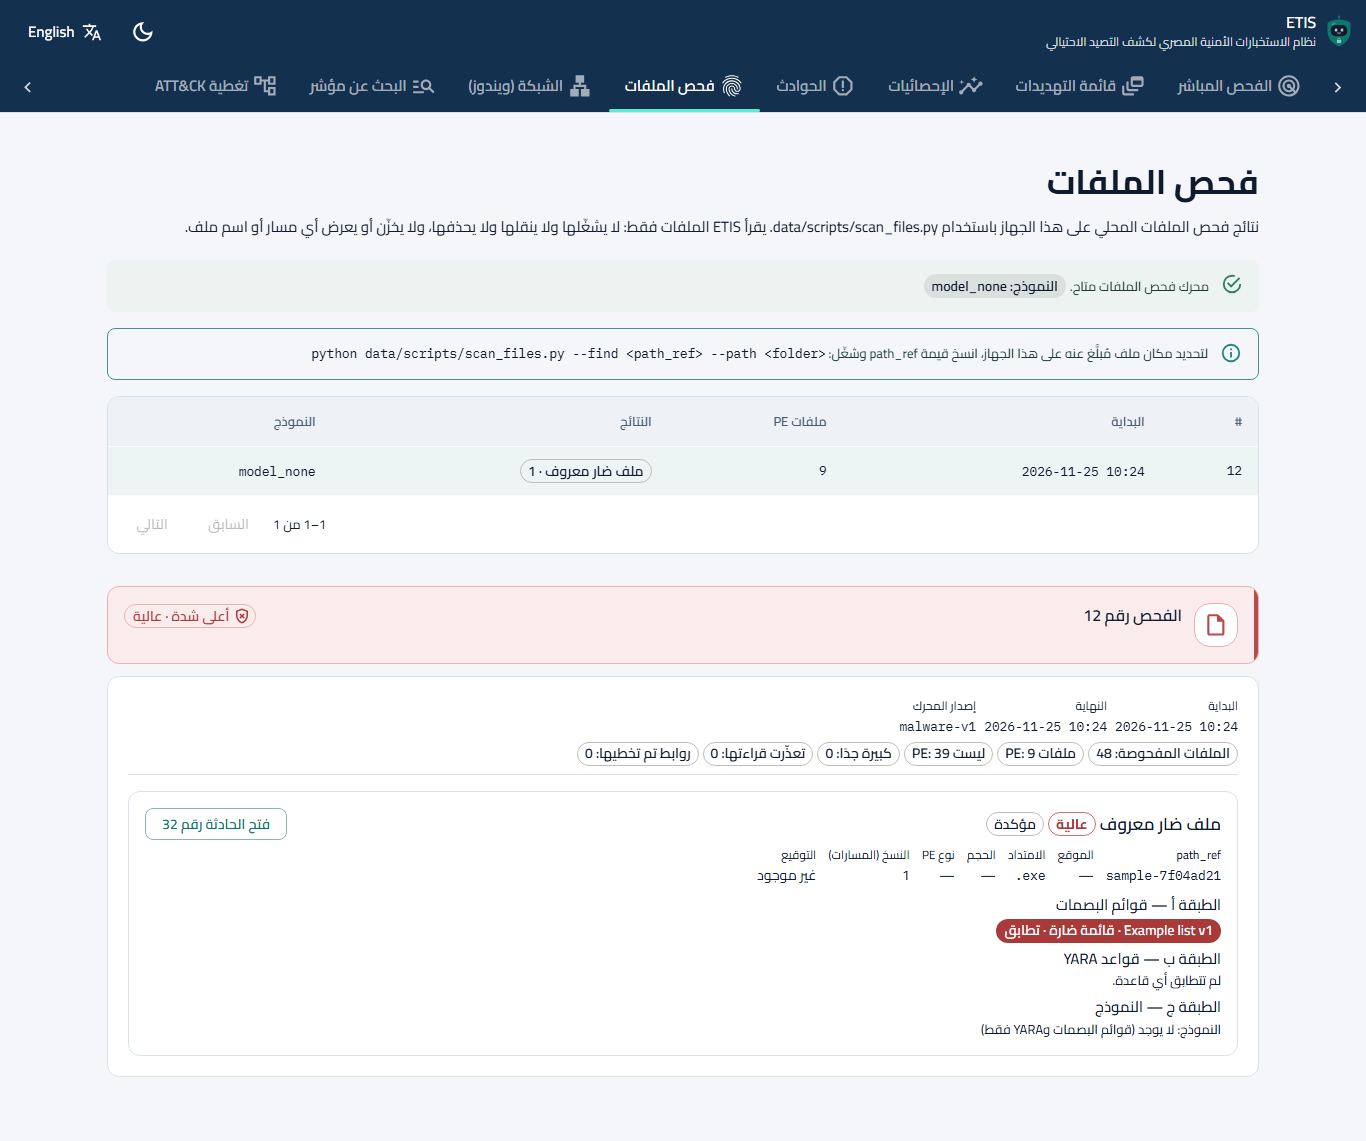 ETIS
نظام الاستخبارات الأمنية المصري لكشف التصيد الاحتيالي
English
الفحص المباشر
قائمة التهديدات
الإحصائيات
الحوادث
فحص الملفات
الشبكة (ويندوز)
البحث عن مؤشر
تغطية ATT&CK
فحص الملفات
نتائج فحص الملفات المحلي على هذا الجهاز باستخدام data/scripts/scan_files.py. يقرأ ETIS الملفات فقط: لا يشغّلها ولا ينقلها ولا يحذفها، ولا يخزّن أو يعرض أي مسار أو اسم ملف.
محرك فحص الملفات متاح. النموذج: model_none
لتحديد مكان ملف مُبلَّغ عنه على هذا الجهاز، انسخ قيمة path_ref وشغّل: python data/scripts/scan_files.py --find <path_ref> --path <folder>
# البداية ملفات PE النتائج النموذج
12 2026-11-25 10:24 9 ملف ضار معروف · 1 model_none
1–1 من 1 السابق التالي
الفحص رقم 12
أعلى شدة · عالية
البداية النهاية إصدار المحرك
2026-11-25 10:24 2026-11-25 10:24 malware-v1
الملفات المفحوصة: 48 ملفات PE: 9 ليست PE: 39 كبيرة جدًا: 0 تعذّرت قراءتها: 0 روابط تم تخطيها: 0
ملف ضار معروف عالية مؤكدة
فتح الحادثة رقم 32
path_ref الموقع الامتداد الحجم نوع PE النسخ (المسارات) التوقيع
sample-7f04ad21 — .exe — — 1 غير موجود
الطبقة أ — قوائم البصمات
Example list v1 · قائمة ضارة · تطابق
الطبقة ب — قواعد YARA
لم تتطابق أي قاعدة.
الطبقة ج — النموذج
النموذج: لا يوجد (قوائم البصمات وYARA فقط)